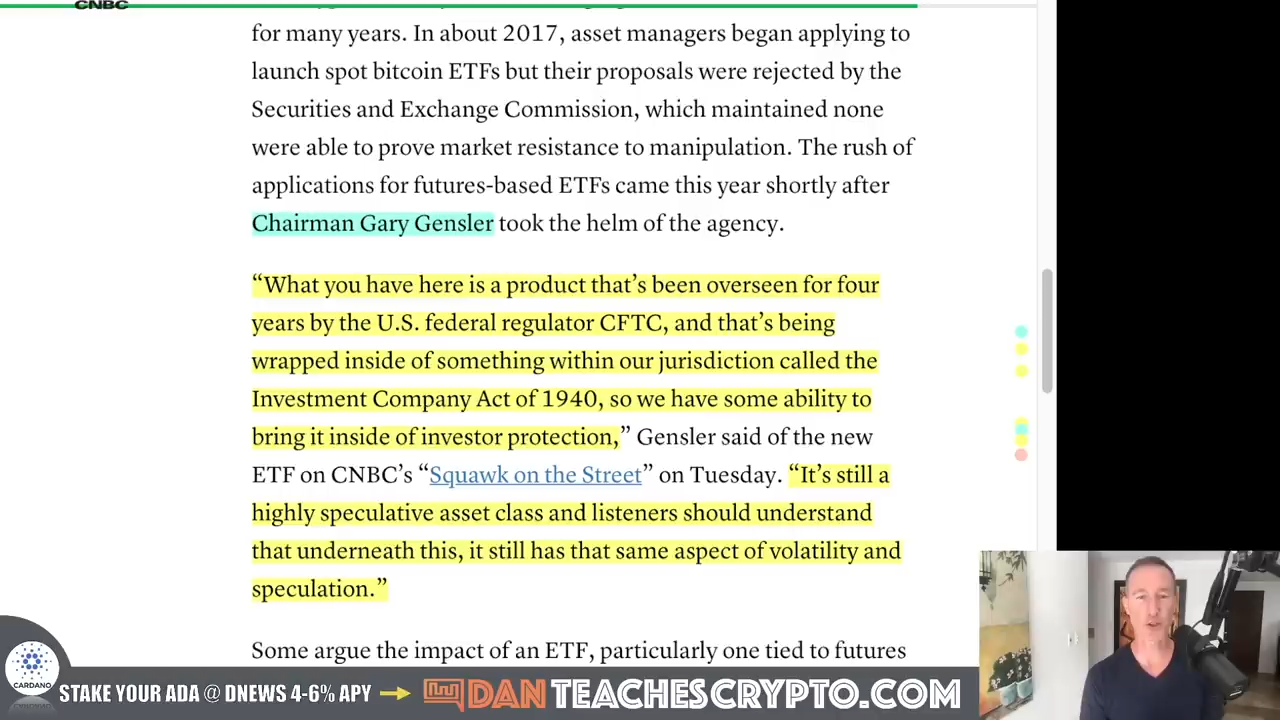 CNBC
for many years. In about 2017, asset managers began applying to
launch spot bitcoin ETFs but their proposals were rejected by the
Securities and Exchange Commission, which maintained none
were able to prove market resistance to manipulation. The rush of
applications for futures-based ETFs came this year shortly after
Chairman Gary Gensler took the helm of the agency.
“What you have here is a product that’s been overseen for four
years by the U.S. federal regulator CFTC, and that’s being
wrapped inside of something within our jurisdiction called the
Investment Company Act of 1940, so we have some ability to
bring it inside of investor protection,” Gensler said of the new
ETF on CNBC’s “Squawk on the Street” on Tuesday. “It’s still a
highly speculative asset class and listeners should understand
that underneath this, it still has that same aspect of volatility and
speculation.”
Some argue the impact of an ETF, particularly one tied to futures
CARDANO
STAKE YOUR ADA @ DNEWS 4-6% APY
DANTEACHESCRYPTO.COM